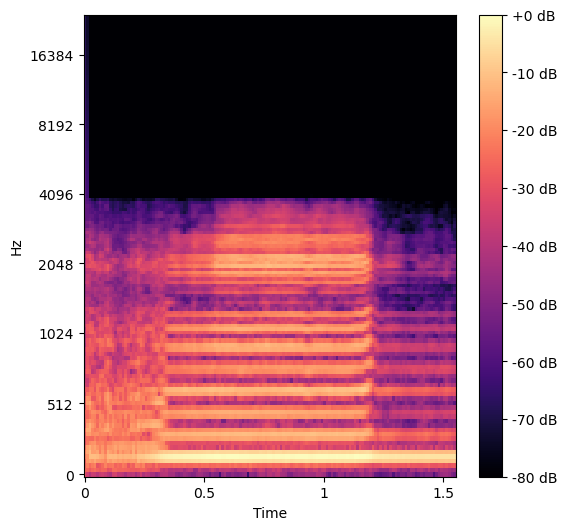 +0 dB
16384
-10 dB
8192
-20 dB
4096
-30 dB
Hz
-40 dB
2048
-50 dB
1024
-60 dB
512
-70 dB
0
-80 dB
0 0.5 1 1.5
Time